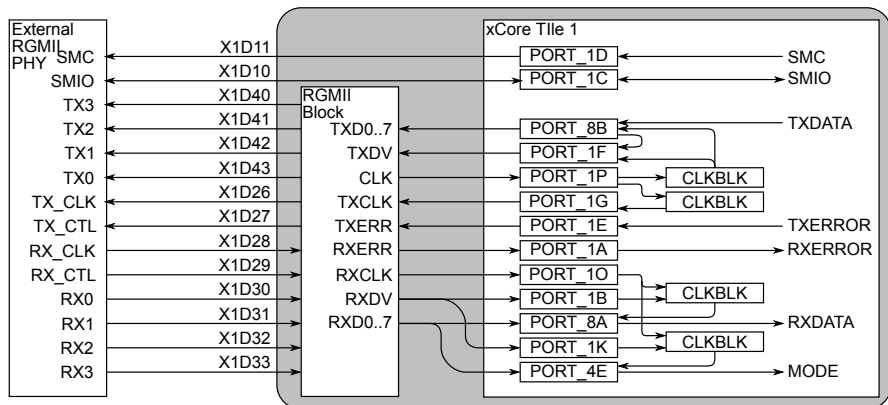 External
RGMII
PHY
SMC
SMIO
TX3
TX2
TX1
TX0
TX_CLK
TX_CTL
RX_CLK
RX_CTL
RX0
RX1
RX2
RX3
X1D11
X1D10
X1D40
X1D41
X1D42
X1D43
X1D26
X1D27
X1D28
X1D29
X1D30
X1D31
X1D32
X1D33
RGMII
Block
TXD0..7
TXDV
CLK
TXCLK
TXERR
RXERR
RXCLK
RXDV
RXD0..7
xCore TIle 1
PORT_1D
PORT_1C
PORT_8B
PORT_1F
PORT_1P
PORT_1G
PORT_1E
PORT_1A
PORT_1O
PORT_1B
PORT_8A
PORT_1K
PORT_4E
CLKBLK
CLKBLK
CLKBLK
CLKBLK
SMC
SMIO
TXDATA
TXERROR
RXERROR
RXDATA
MODE